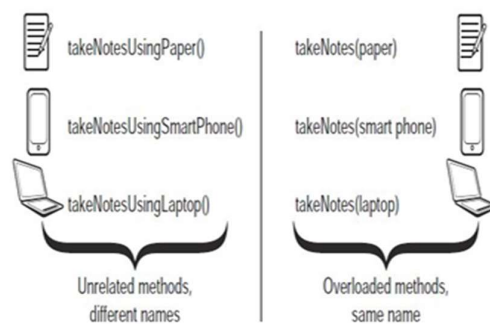 takeNotesUsingPaper()
takeNotesUsingSmartPhone()
takeNotesUsingLaptop()
Unrelated methods,
different names
takeNotes(paper)
takeNotes(smart phone)
takeNotes(laptop)
Overloaded methods,
same name